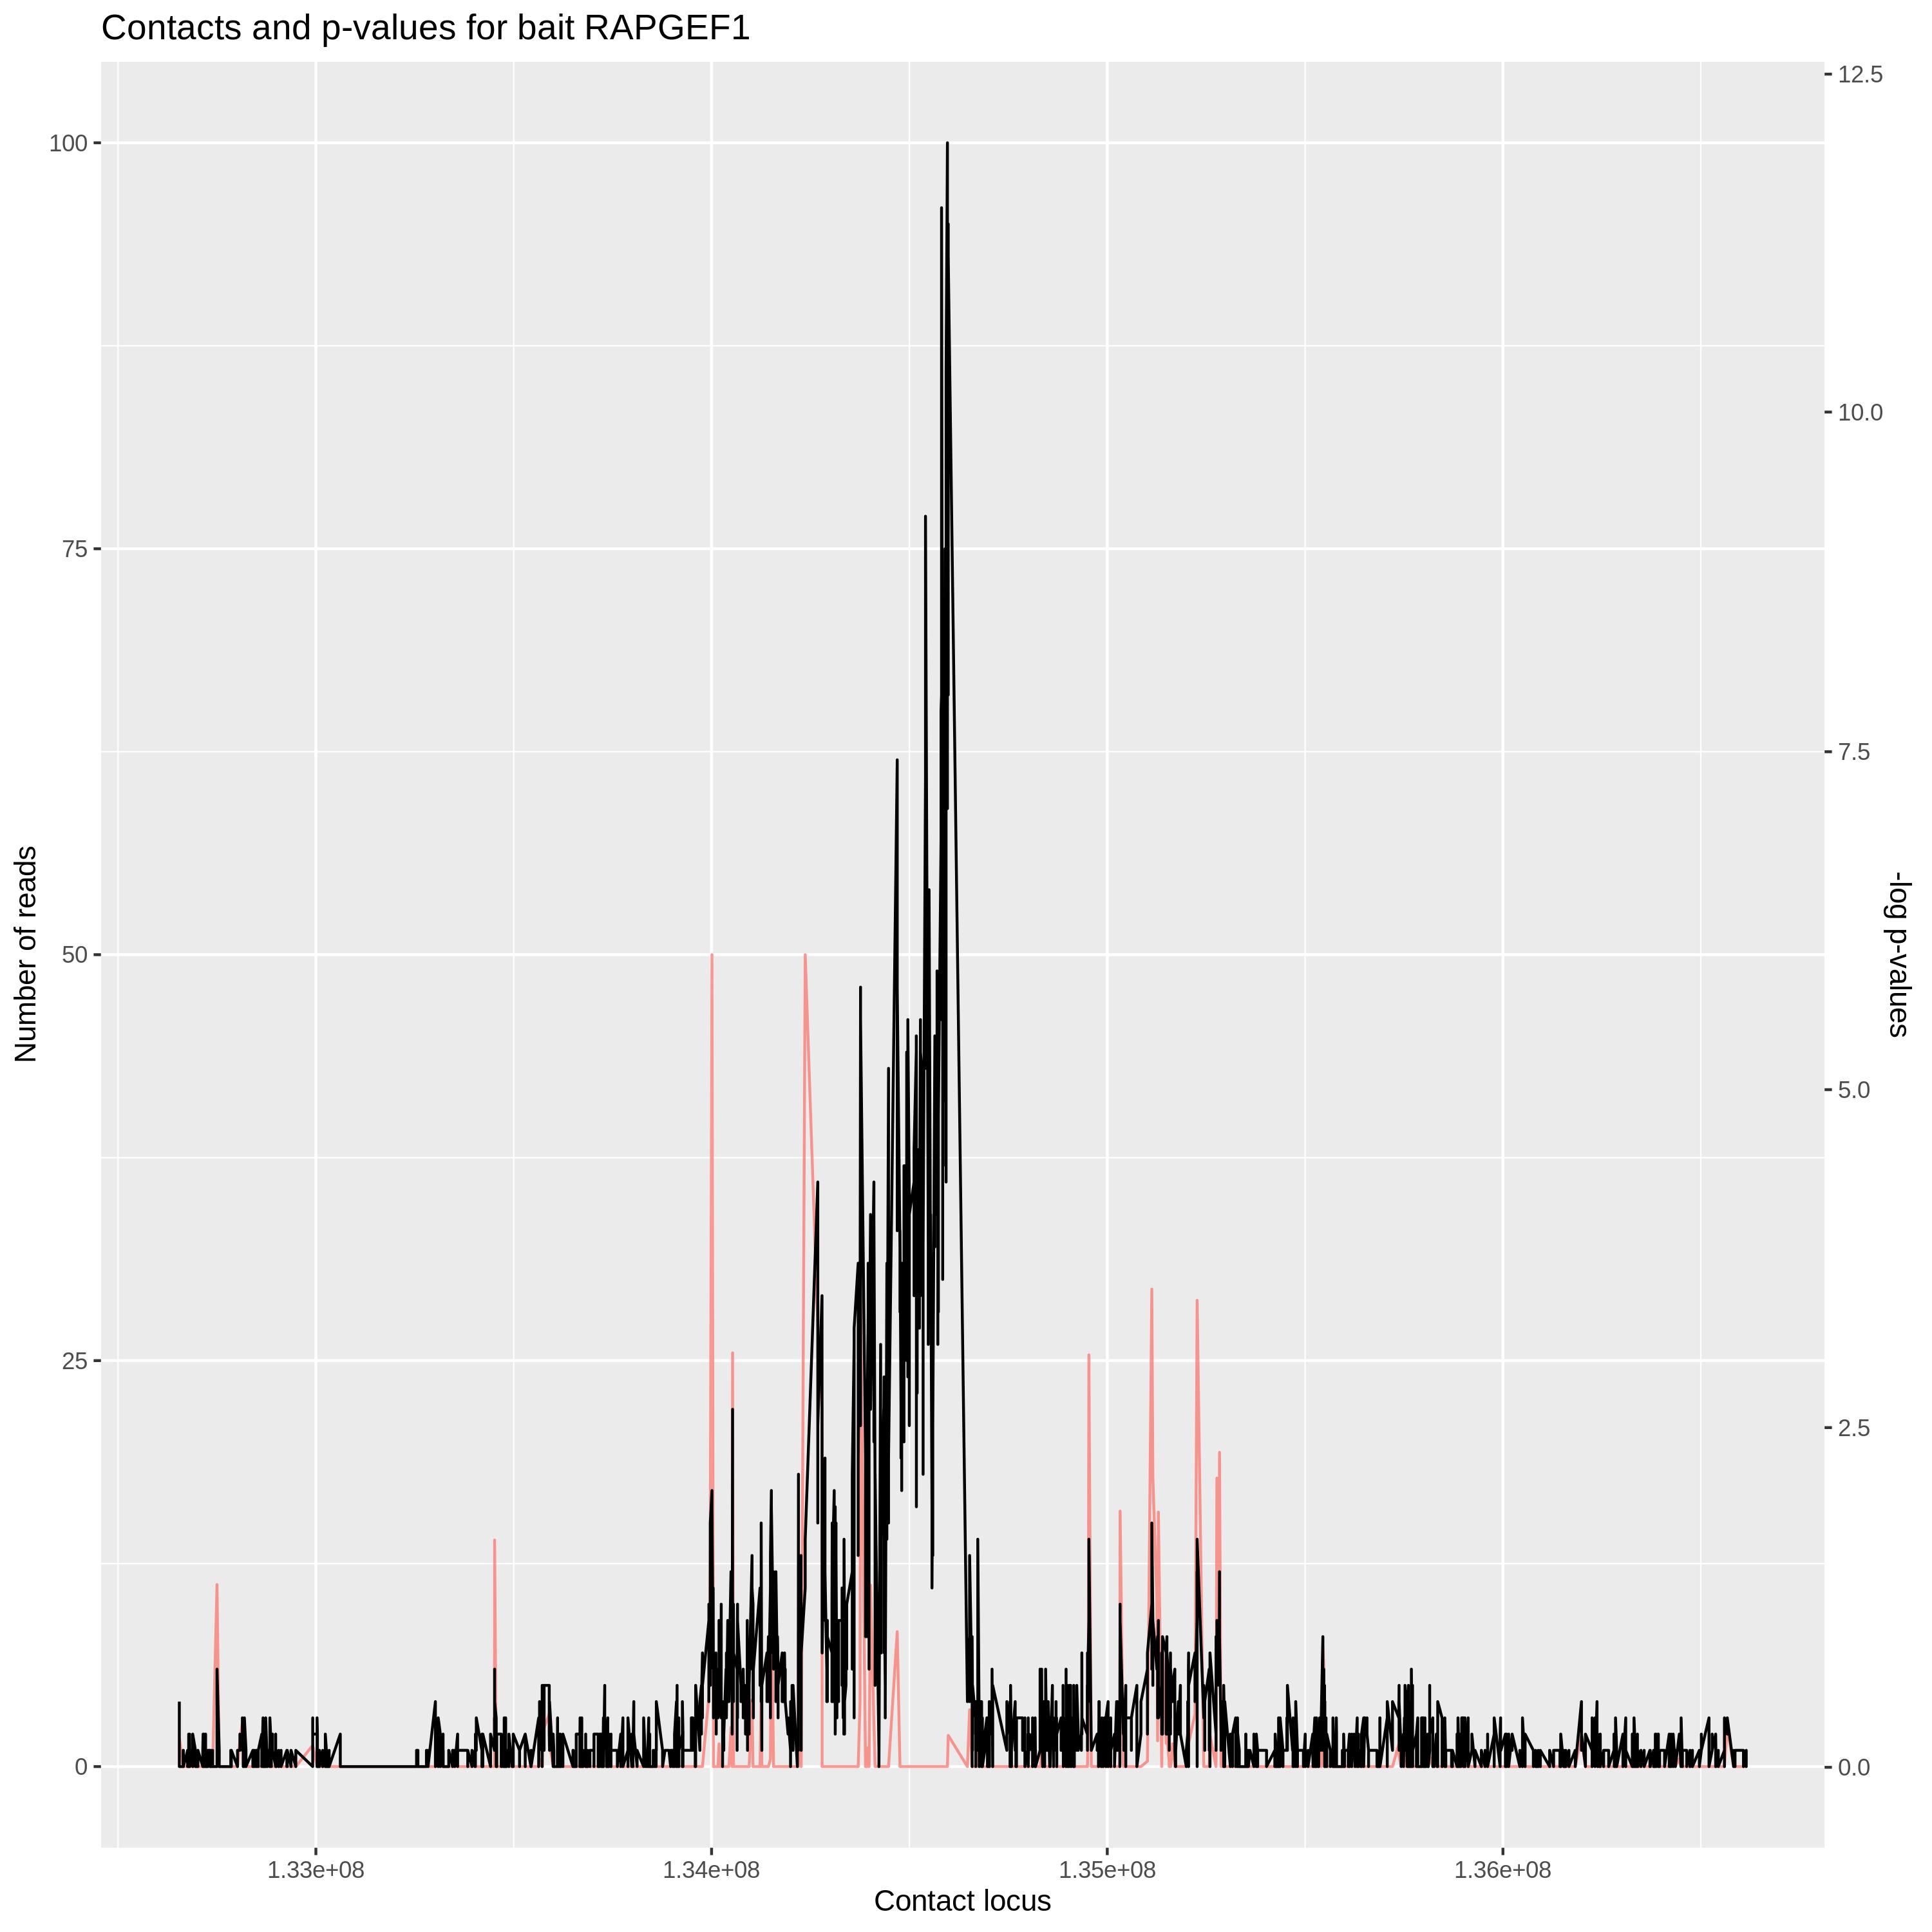 Contacts and p-values for bait RAPGEF1
100
75
50
25
0
Number of reads
12.5
10.0
7.5
5.0
2.5
0.0
-log p-values
1.33e+08
1.34e+08
1.35e+08
1.36e+08
Contact locus